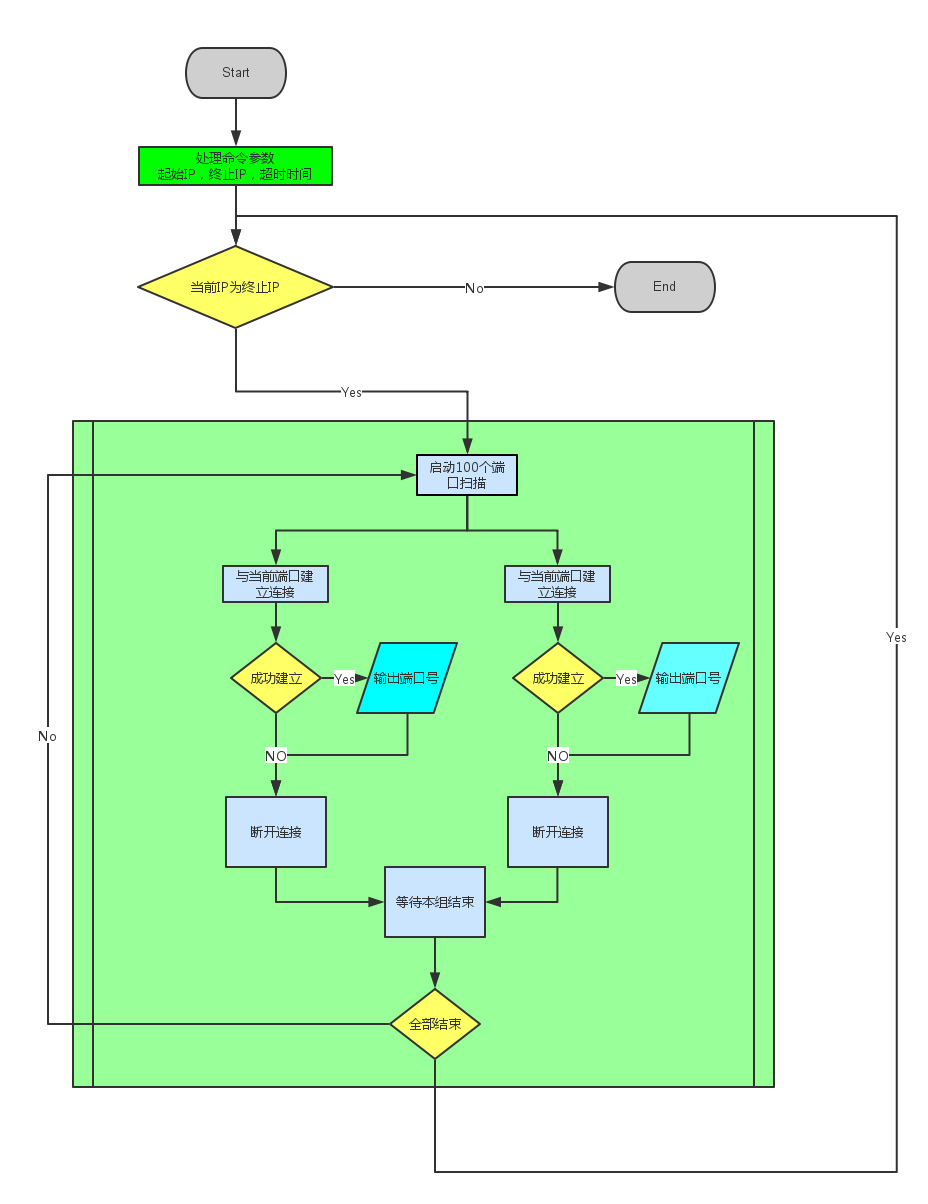 Start
处理命令参数
起始IP，终止IP，超时时间
当前IP为终止IP
No
End
Yes
启动100个端
口扫描
与当前端口建
立连接
与当前端口建
立连接
成功建立
Yes
输出端口号
成功建立
Yes
输出端口号
Yes
No
NO
NO
断开连接
断开连接
等待本组结束
全部结束